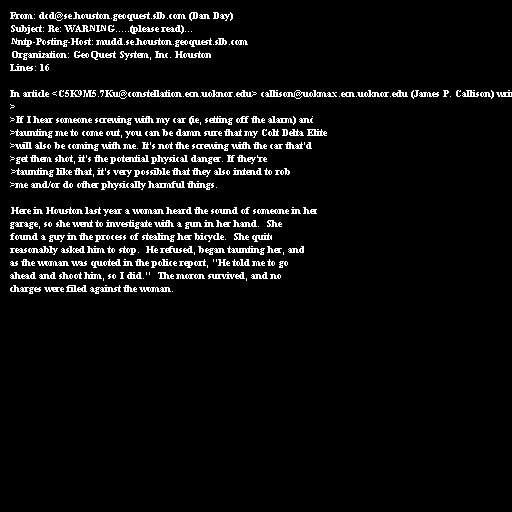 From: dcd@se.houston.geoquest.slb.com (Dan Day)
Subject: Re: WARNING.....(please read)...
Nntp-Posting-Host: mudd.se.houston.geoquest.slb.com
Organization: GeoQuest System, Inc. Houston
Lines: 16

In article <C5K9M5.7Ku@constellation.ecn.uoknor.edu> callison@uokmax.ecn.uoknor.edu (James P. Callison) wri
>
>If I hear someone screwing with my car (ie, setting off the alarm) and
>taunting me to come out, you can be damn sure that my Colt Delta Elite
>will also be coming with me. It's not the screwing with the car that'd
>get them shot, it's the potential physical danger. If they're
>taunting like that, it's very possible that they also intend to rob
>me and/or do other physically harmful things.

Here in Houston last year a woman heard the sound of someone in her
garage, so she went to investigate with a gun in her hand.  She
found a guy in the process of stealing her bicycle.  She quite
reasonably asked him to stop.  He refused, began taunting her, and
as the woman was quoted in the police report, "He told me to go
ahead and shoot him, so I did."  The moron survived, and no
charges were filed against the woman.